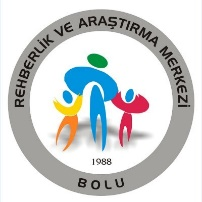 REHBERLİK VE ARAŞTIRMA MERKEZİ
1988
BOLU